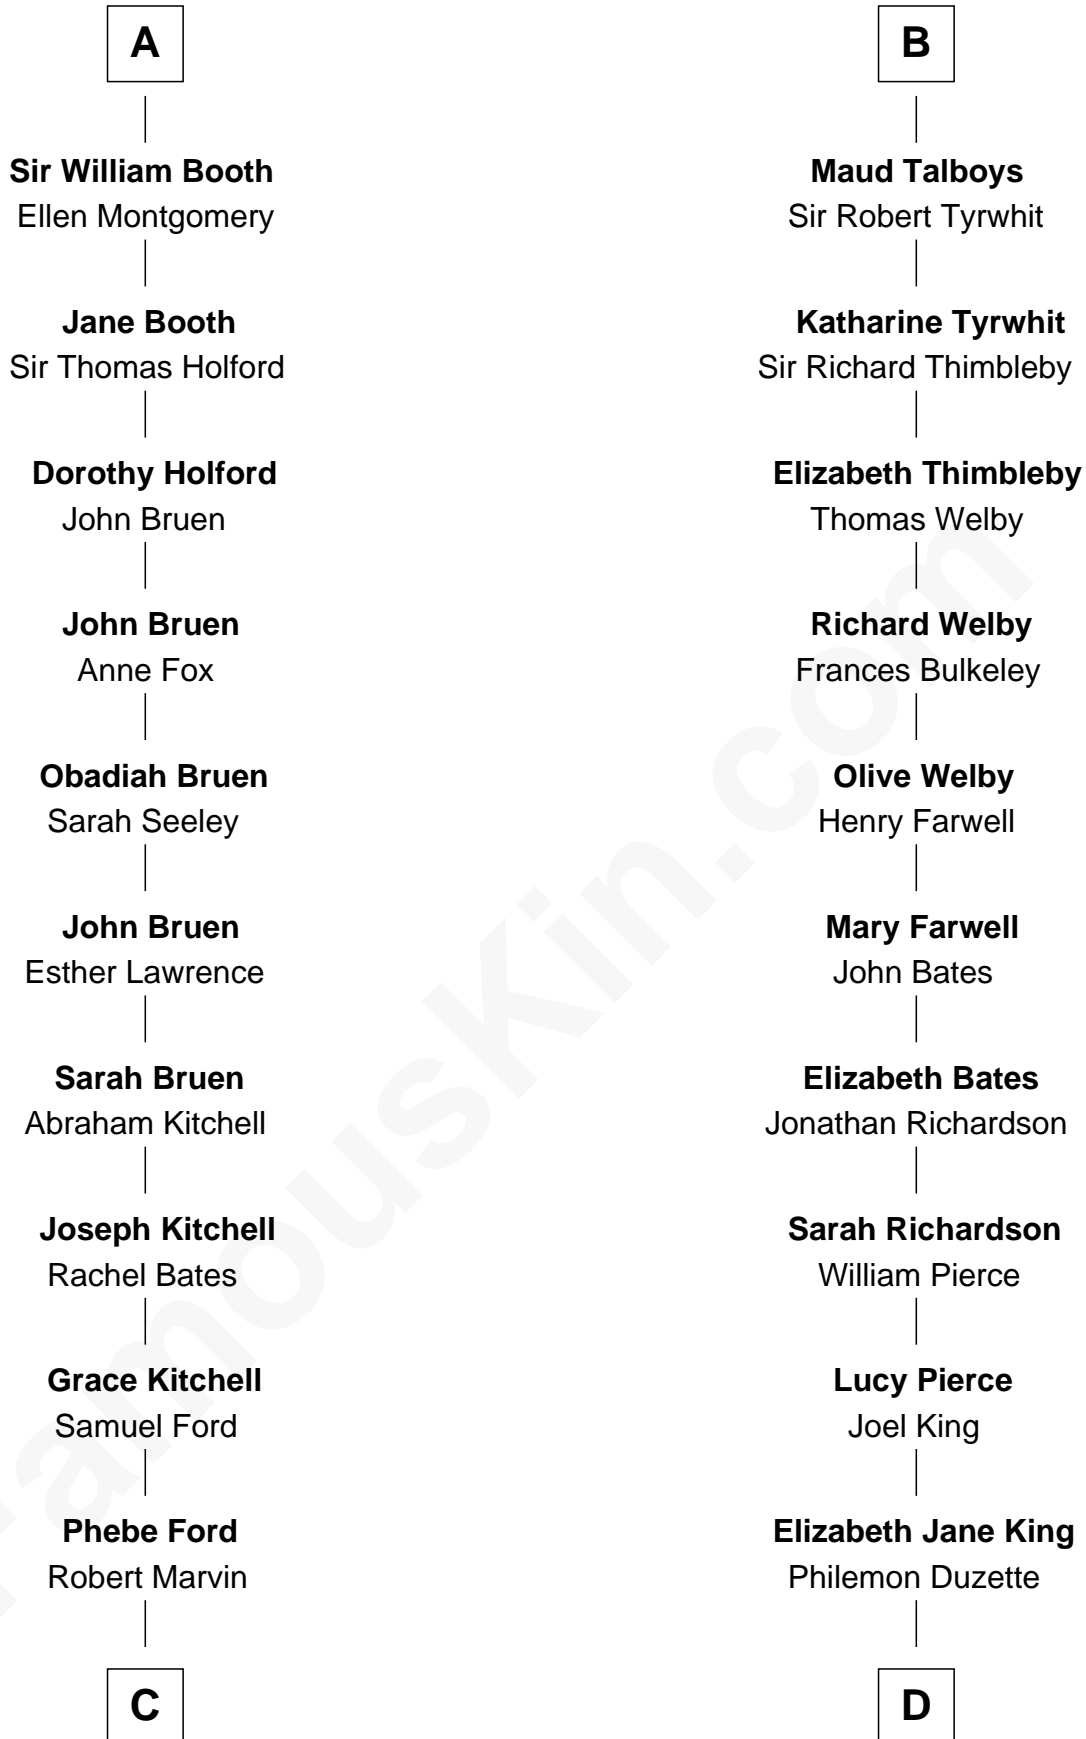 A
Sir William Booth
Ellen Montgomery
Jane Booth
Sir Thomas Holford
Dorothy Holford
John Bruen
John Bruen
Anne Fox
Obadiah Bruen
Sarah Seeley
John Bruen
Esther Lawrence
Sarah Bruen
Abraham Kitchell
Joseph Kitchell
Rachel Bates
Grace Kitchell
Samuel Ford
Phebe Ford
Robert Marvin
C
B
Maud Talboys
Sir Robert Tyrwhit
Katharine Tyrwhit
Sir Richard Thimbleby
Elizabeth Thimbleby
Thomas Welby
Richard Welby
Frances Bulkeley
Olive Welby
Henry Farwell
Mary Farwell
John Bates
Elizabeth Bates
Jonathan Richardson
Sarah Richardson
William Pierce
Lucy Pierce
Joel King
Elizabeth Jane King
Philemon Duzette
D
FamousKin.com